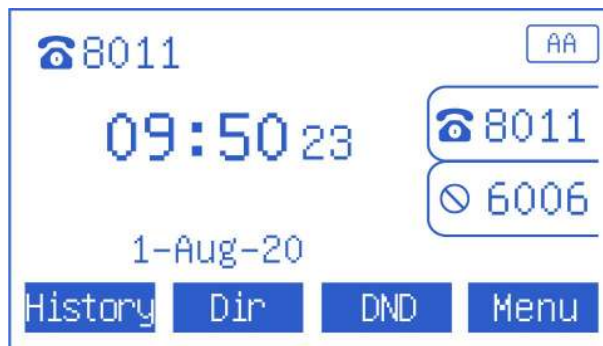 8011 AA
09:50 23 8011
6006
1-Aug-20
History Dir DND Menu